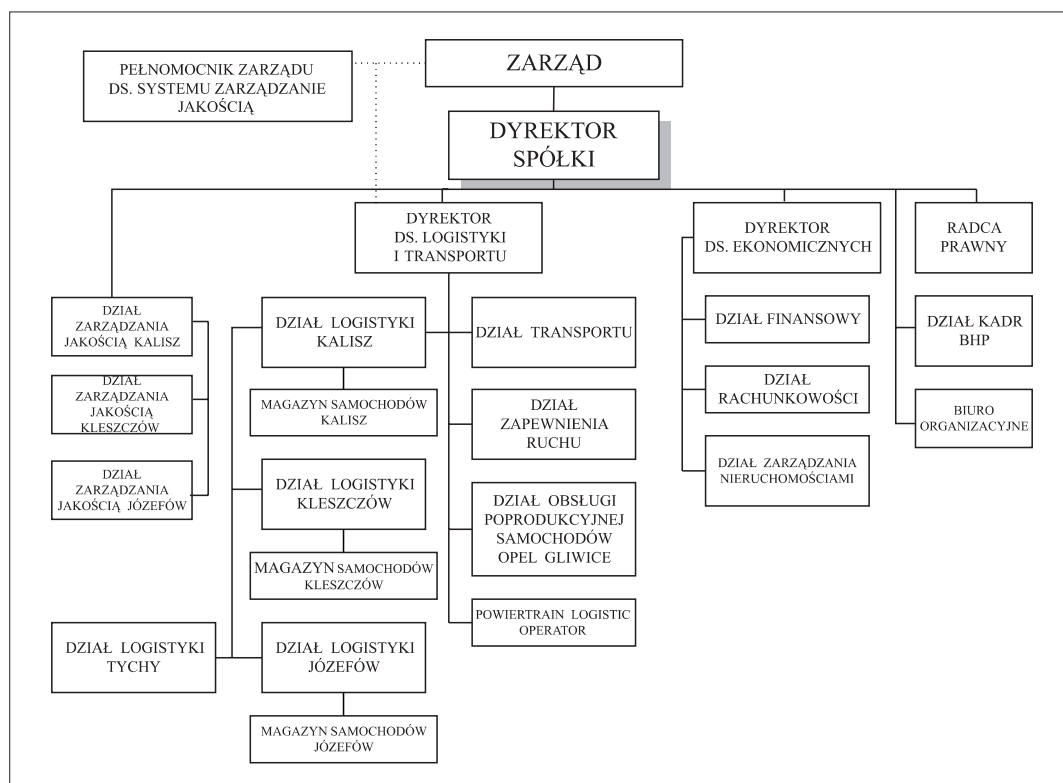 PEŁNOMOCNIK ZARZĄDU
DS. SYSTEMU ZARZĄDZANIE
JAKOŚCIĄ
ZARZĄD
DYREKTOR
SPÓŁKI
DYREKTOR
DS. LOGISTYKI
I TRANSPORTU
DYREKTOR
DS. EKONOMICZNYCH
RADCA
PRAWNY
DZIAŁ
ZARZĄDZANIA
JAKOŚCIĄ KALISZ
DZIAŁ
ZARZĄDZANIA
JAKOŚCIĄ
KLESZCZÓW
DZIAŁ
ZARZĄDZANIA
JAKOŚCIĄ JÓZEFÓW
DZIAŁ LOGISTYKI
TYCHY
DZIAŁ LOGISTYKI
KALISZ
MAGAZYN SAMOCHODÓW
KALISZ
DZIAŁ LOGISTYKI
KLESZCZÓW
MAGAZYN SAMOCHODÓW
KLESZCZÓW
DZIAŁ LOGISTYKI
JÓZEFÓW
MAGAZYN SAMOCHODÓW
JÓZEFÓW
DZIAŁ TRANSPORTU
DZIAŁ
ZAPEWNIENIA
RUCHU
DZIAŁ OBSŁUGI
POPRODUKCYJNEJ
SAMOCHODÓW
OPEL GLIWICE
POWIERTRAIN LOGISTIC
OPERATOR
DZIAŁ FINANSOWY
DZIAŁ
RACHUNKOWOŚCI
DZIAŁ ZARZĄDZANIA
NIERUCHOMOŚCIAMI
DZIAŁ KADR
BHP
BIURO
ORGANIZACYJNE